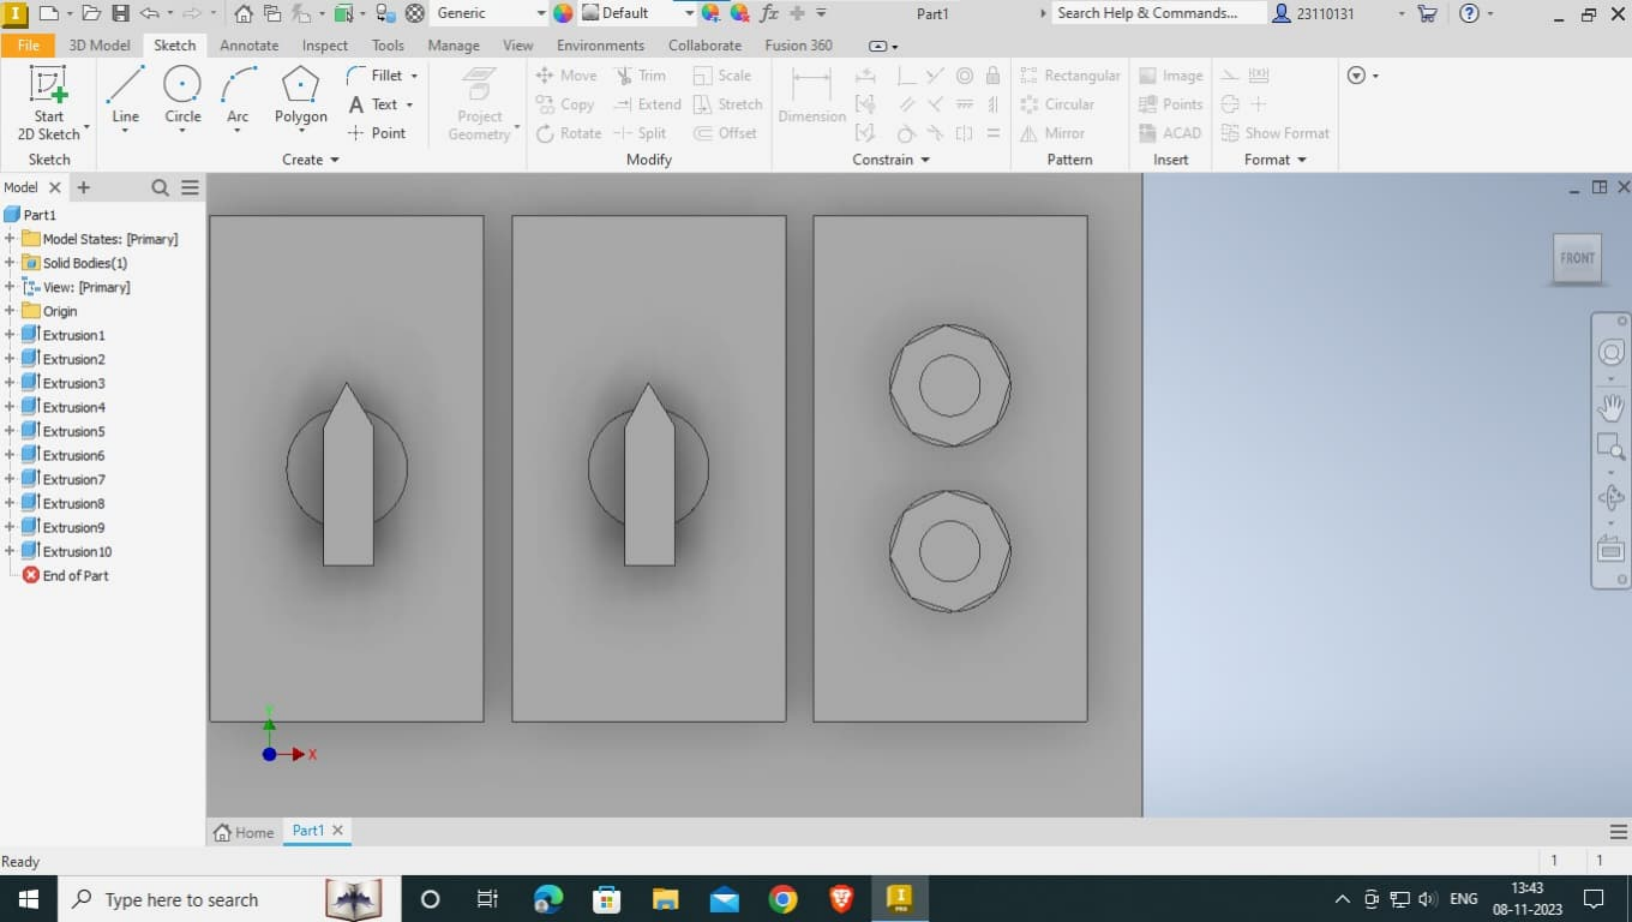 I Generic Default fx Part1 Search Help & Commands... 23110131 ?
File 3D Model Sketch Annotate Inspect Tools Manage View Environments Collaborate Fusion 360
Start
2D Sketch
Line Circle Arc Polygon
Fillet
A Text
Point
Project
Geometry
Move Trim Scale
Copy Extend Stretch
Rotate Split Offset
Dimension
Rectangular
Circular
Mirror
Image
Points
ACAD
Show Format
Sketch Create Modify Constrain Pattern Insert Format
Model
Part1
Model States: [Primary]
Solid Bodies(1)
View: [Primary]
Origin
Extrusion1
Extrusion2
Extrusion3
Extrusion4
Extrusion5
Extrusion6
Extrusion7
Extrusion8
Extrusion9
Extrusion10
End of Part
FRONT
Y
X
Home Part1
Ready 1 1
Type here to search
ENG
13:43
08-11-2023